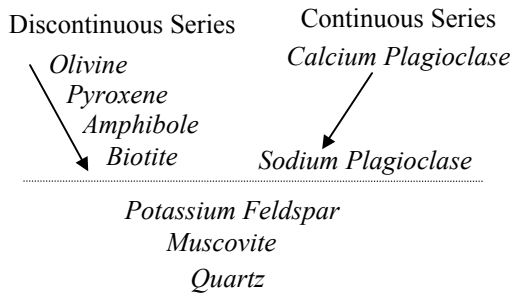 Discontinuous Series
Continuous Series
Olivine
Calcium Plagioclase
Pyroxene
Amphibole
Biotite
Sodium Plagioclase
Potassium Feldspar
Muscovite
Quartz